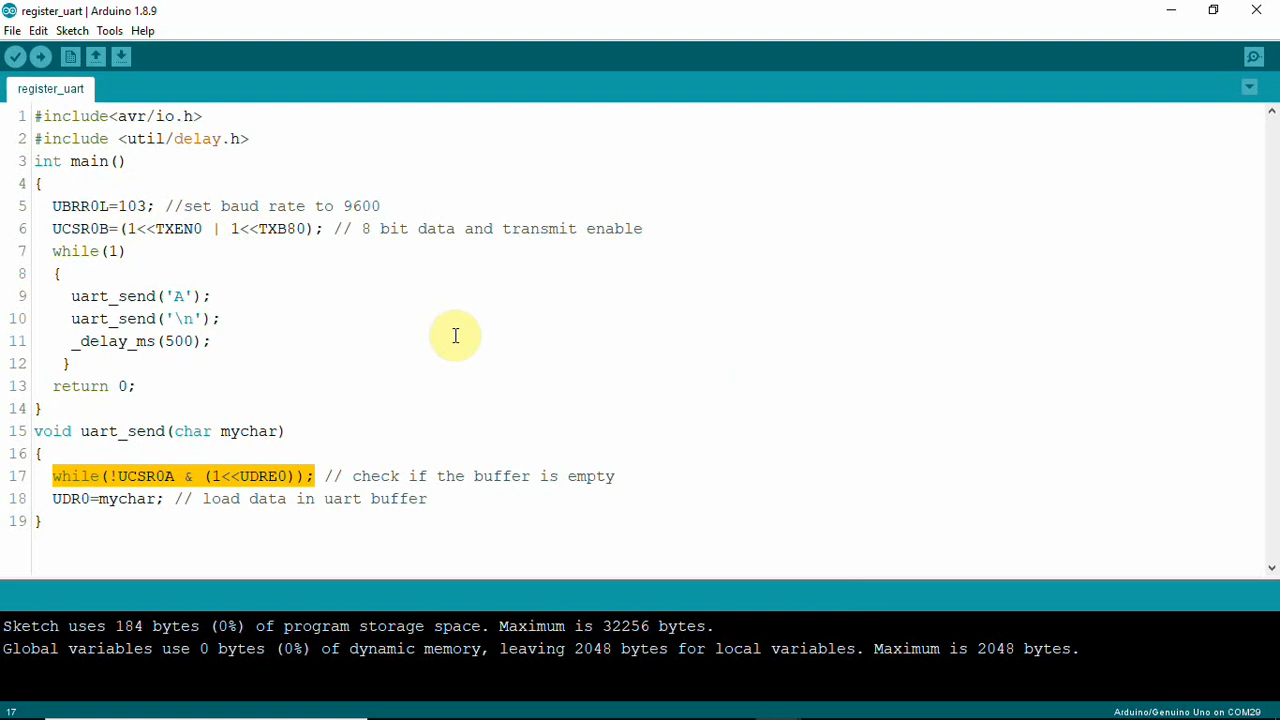 register_uart | Arduino 1.8.9
File Edit Sketch Tools Help
register_uart
1 #include<avr/io.h>
2 #include <util/delay.h>
3 int main()
4 {
5 UBRR0L=103; //set baud rate to 9600
6 UCSR0B=(1<<TXEN0 | 1<<TXB80); // 8 bit data and transmit enable
7 while(1)
8 {
9 uart_send('A');
10 uart_send('\n');
11 _delay_ms(500);
12 }
13 return 0;
14 }
15 void uart_send(char mychar)
16 {
17 while(!UCSR0A & (1<<UDRE0)); // check if the buffer is empty
18 UDR0=mychar; // load data in uart buffer
19 }
Sketch uses 184 bytes (0%) of program storage space. Maximum is 32256 bytes.
Global variables use 0 bytes (0%) of dynamic memory, leaving 2048 bytes for local variables. Maximum is 2048 bytes.
17 Arduino/Genuino Uno on COM29